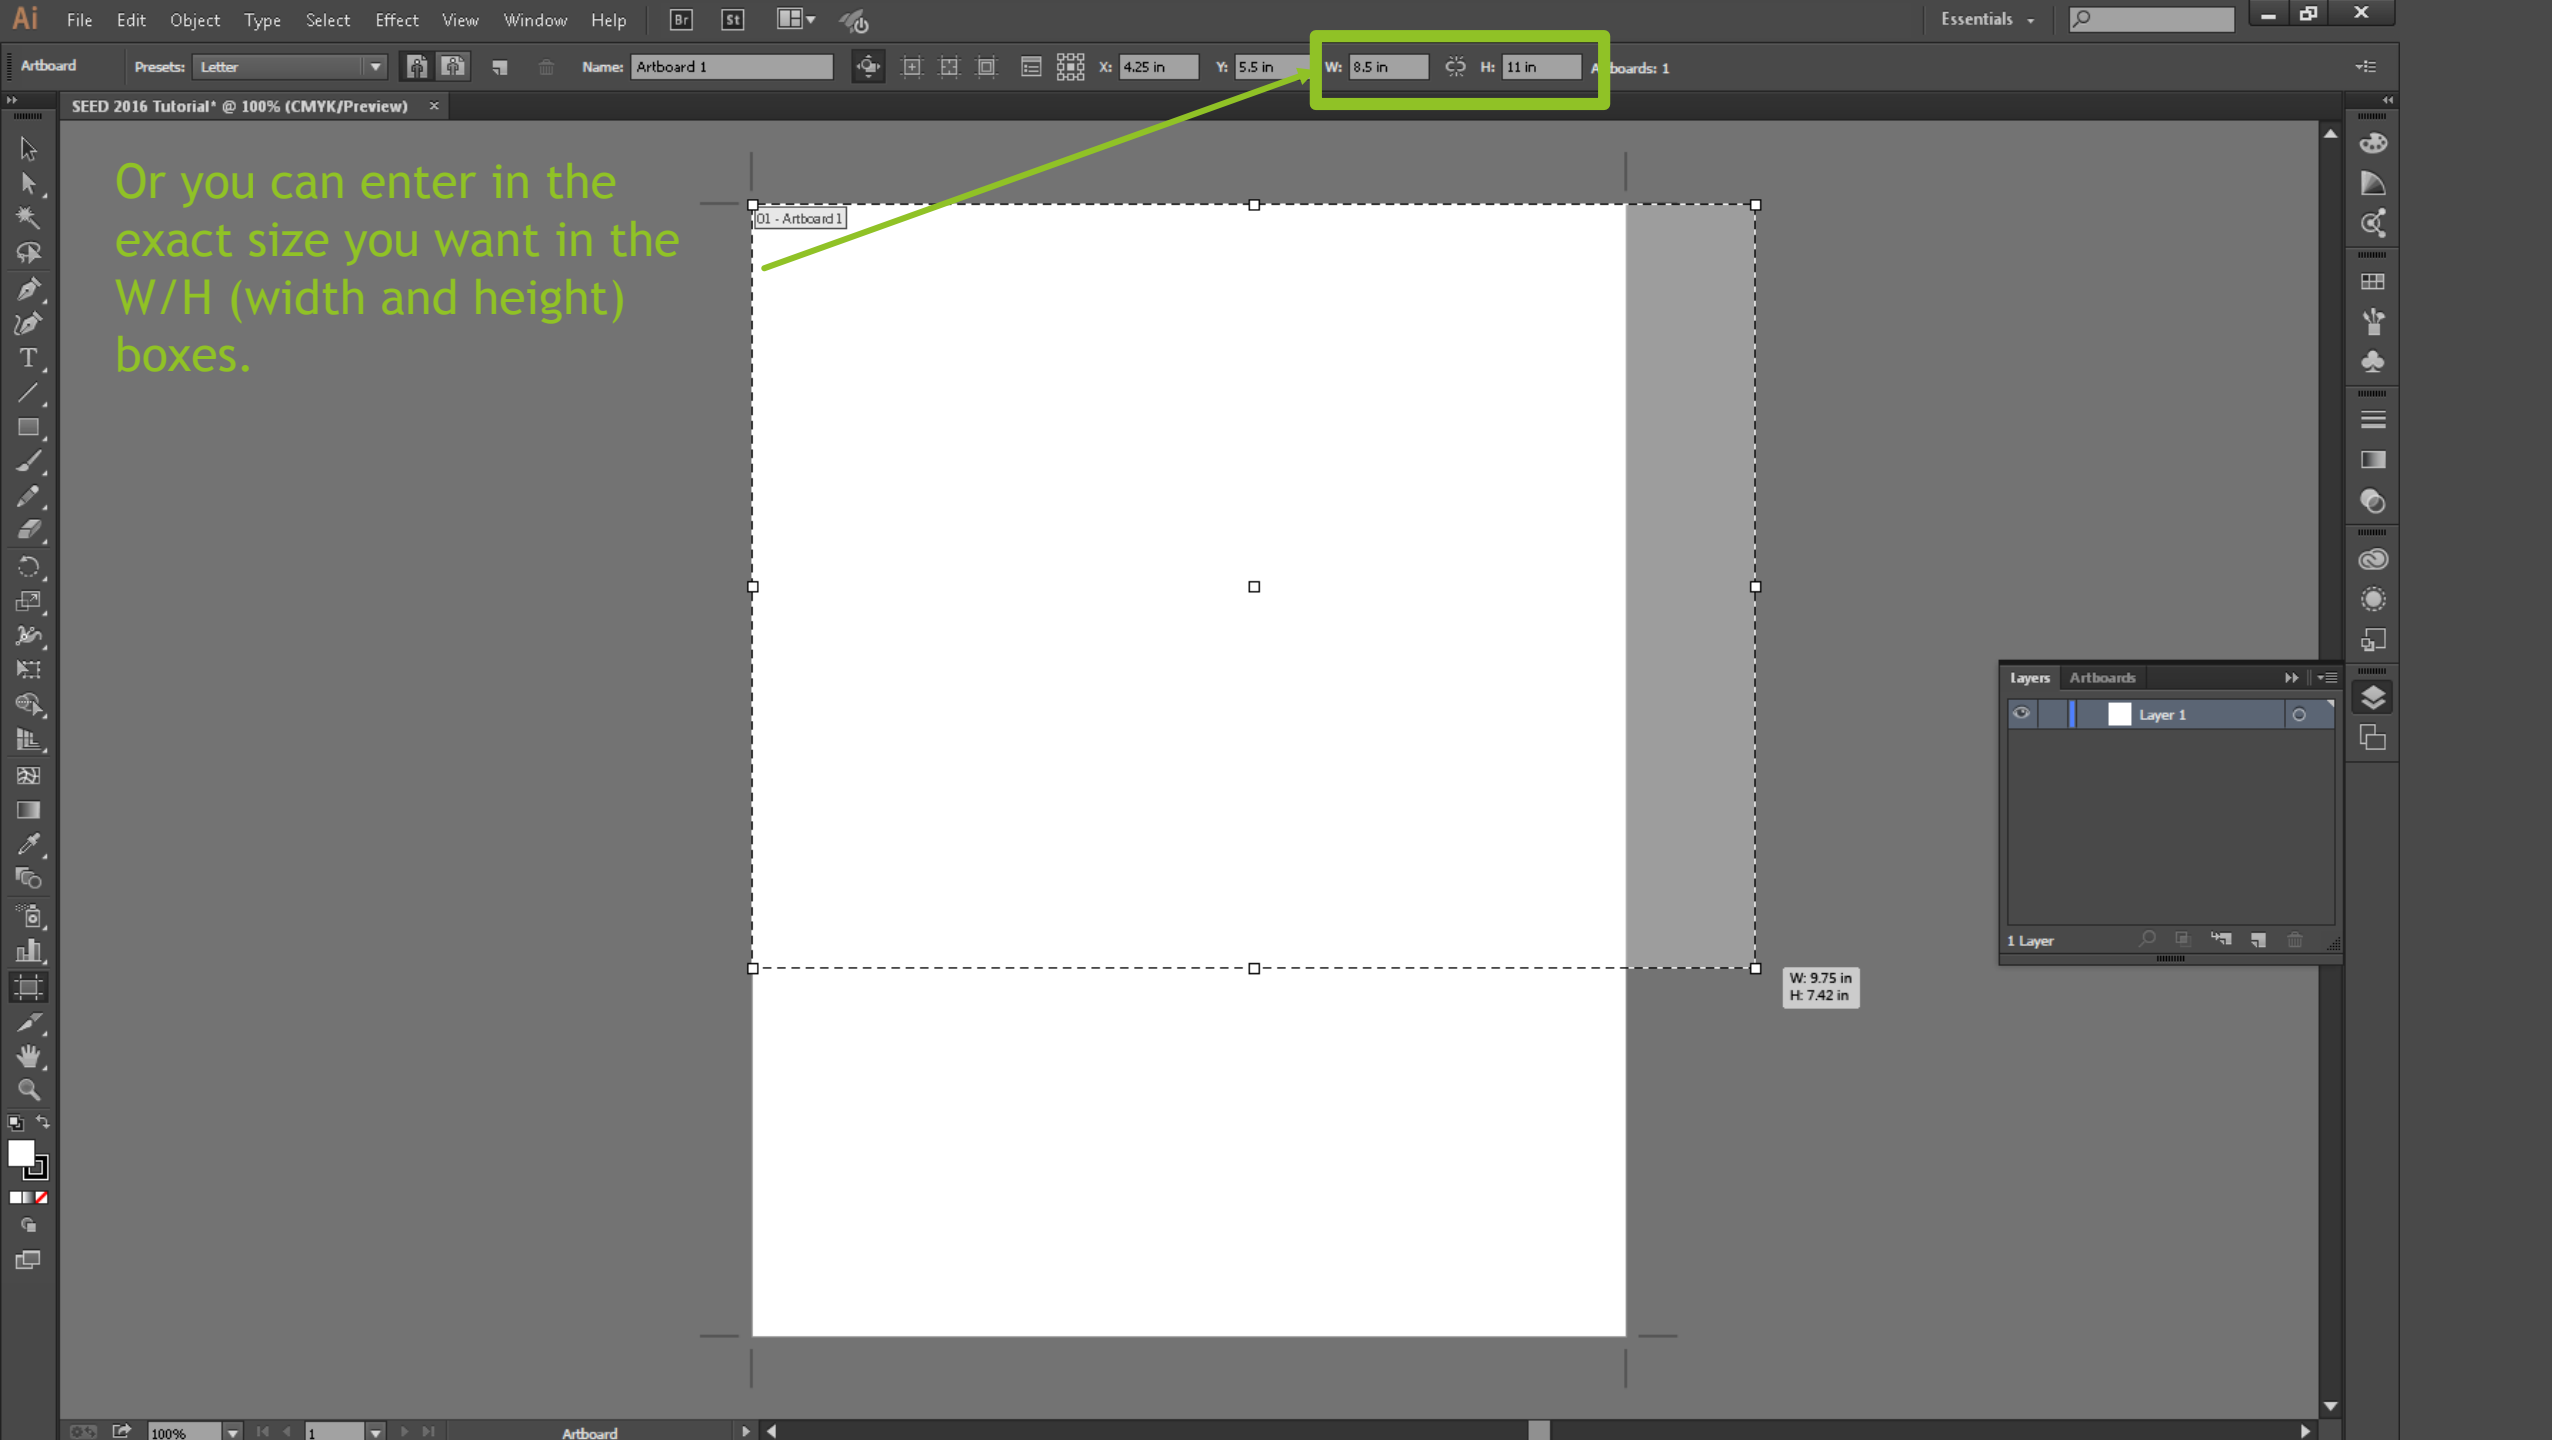 Ai File Edit Object Type Select Effect View Window Help Br St Essentials
Artboard Presets: Letter Name: Artboard 1 X: 4.25 in Y: 5.5 in W: 8.5 in H: 11 in boards: 1
SEED 2016 Tutorial* @ 100% (CMYK/Preview) ×
Or you can enter in the
exact size you want in the
W/H (width and height)
boxes.
01 - Artboard 1
Layers Artboards
Layer 1
1 Layer
W: 9.75 in
H: 7.42 in
100% 1 Artboard